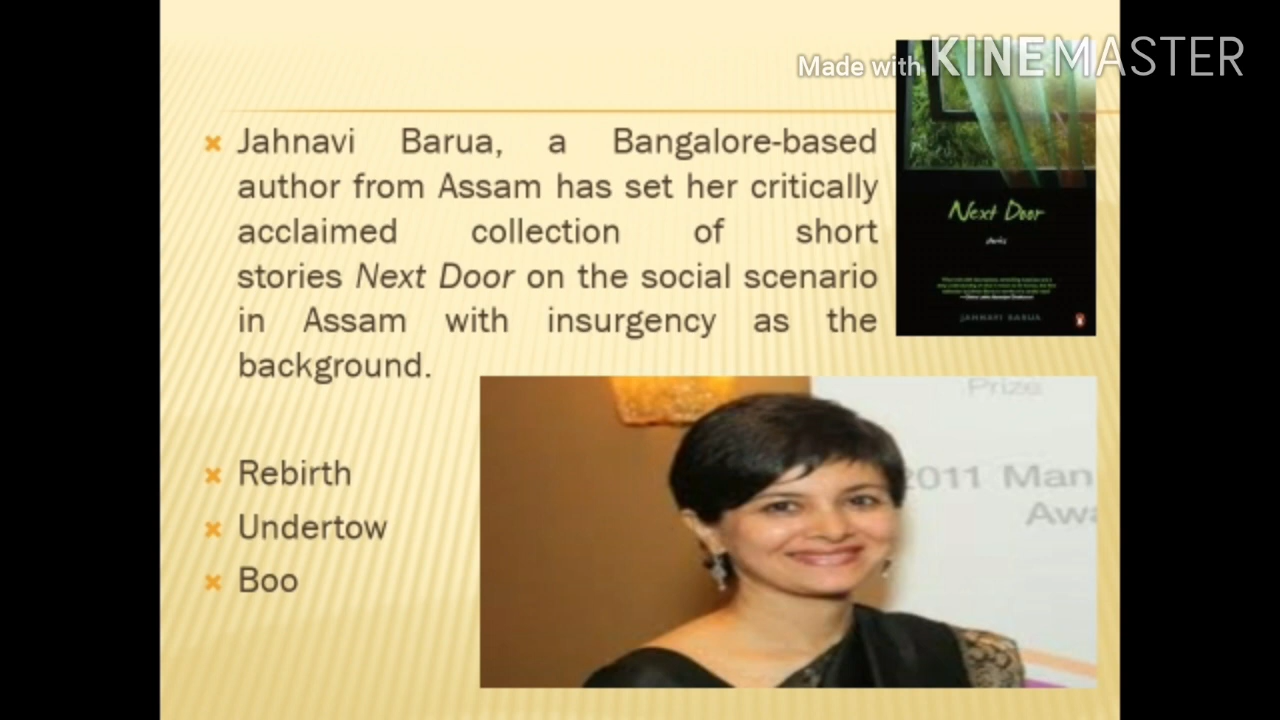 Made with KINEMASTER
Jahnavi Barua, a Bangalore-based
author from Assam has set her critically
acclaimed collection of short
stories Next Door on the social scenario
in Assam with insurgency as the
background.
Next Door
stories
JAHNAVI BARUA
Prize
2011 Man
Awa
Rebirth
Undertow
Boo